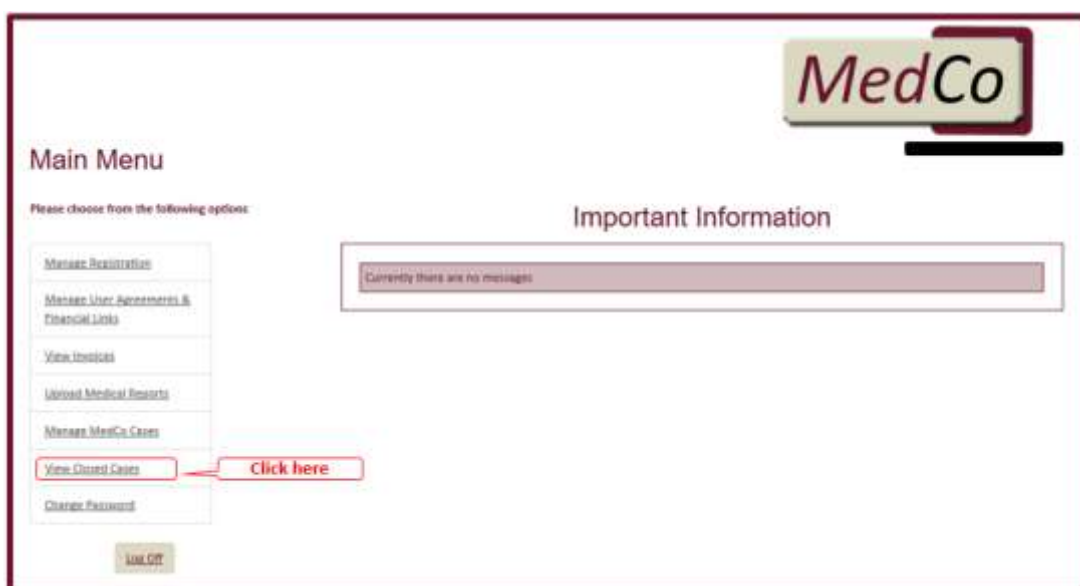 MedCo
Main Menu
Please choose from the following options
Important Information
Manage Registration
Currently there are no messages
Manage User Agreements &
Financial Links
View Invoices
Upload Medical Reports
Manage MedCo Cases
View Closed Cases
Click here
Change Password
Log Off